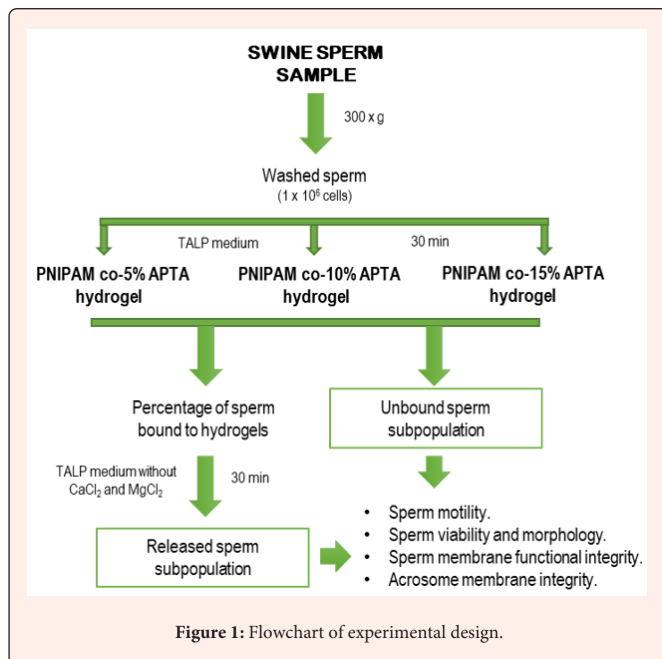 SWINE SPERM
SAMPLE
300 x g
Washed sperm
(1 x 10⁶ cells)
TALP medium
30 min
PNIPAM co-5% APTA
hydrogel
PNIPAM co-10% APTA
hydrogel
PNIPAM co-15% APTA
hydrogel
Percentage of sperm
bound to hydrogels
Unbound sperm
subpopulation
TALP medium without
CaCl₂ and MgCl₂
30 min
Released sperm
subpopulation
• Sperm motility.
• Sperm viability and morphology.
• Sperm membrane functional integrity.
• Acrosome membrane integrity.
Figure 1: Flowchart of experimental design.